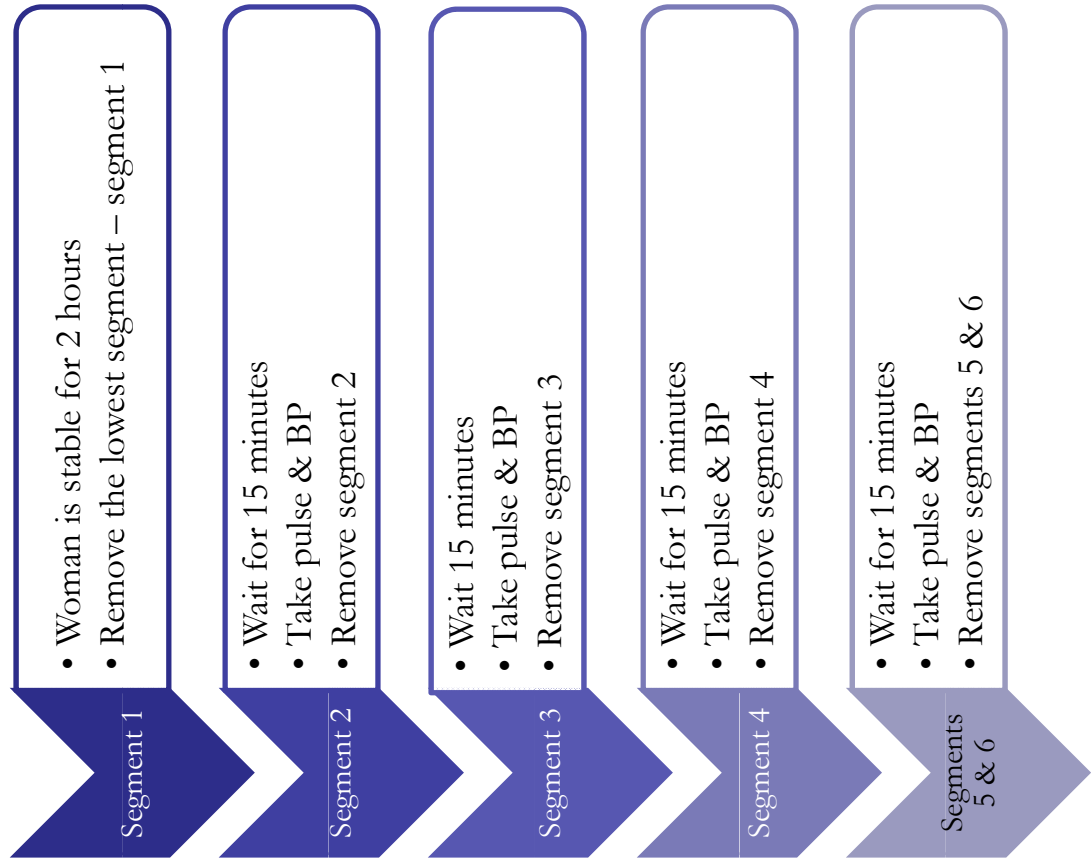 Segment 1
• Woman is stable for 2 hours
• Remove the lowest segment – segment 1
Segment 2
• Wait for 15 minutes
• Take pulse & BP
• Remove segment 2
Segment 3
• Wait 15 minutes
• Take pulse & BP
• Remove segment 3
Segment 4
• Wait for 15 minutes
• Take pulse & BP
• Remove segment 4
Segments
5 & 6
• Wait for 15 minutes
• Take pulse & BP
• Remove segments 5 & 6